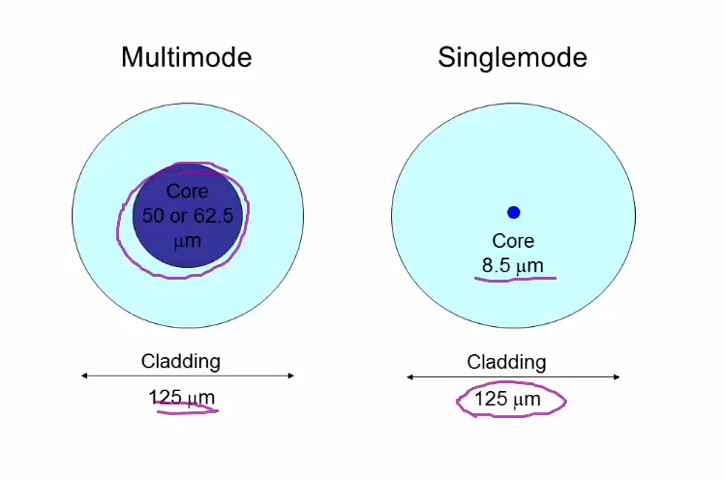 Multimode
Singlemode
Core
50 or 62.5
μm
Core
8.5 μm
Cladding
125 μm
Cladding
125 μm